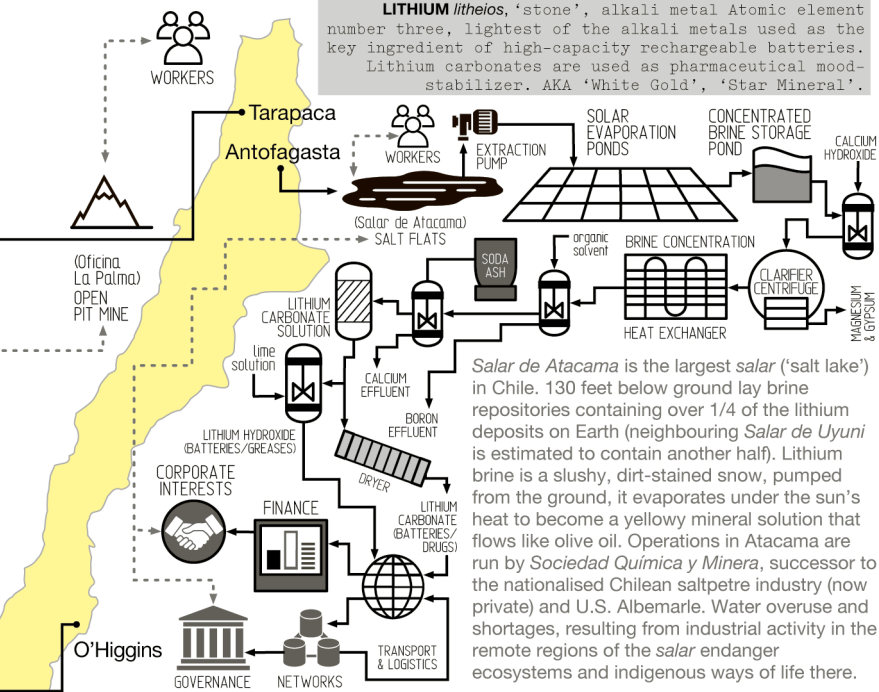 LITHIUM litheios, ‘stone’, alkali metal Atomic element
number three, lightest of the alkali metals used as the
key ingredient of high-capacity rechargeable batteries.
Lithium carbonates are used as pharmaceutical mood-
stabilizer. AKA ‘White Gold’, ‘Star Mineral’.
WORKERS
Tarapaca
Antofagasta
WORKERS
EXTRACTION
PUMP
SOLAR
EVAPORATION
PONDS
CONCENTRATED
BRINE STORAGE
POND
CALCIUM
HYDROXIDE
(Salar de Atacama)
SALT FLATS
(Oficina
La Palma)
OPEN
PIT MINE
SODA
ASH
organic
solvent
BRINE CONCENTRATION
HEAT EXCHANGER
CLARIFIER
CENTRIFUGE
MAGNESIUM
& GYPSUM
LITHIUM
CARBONATE
SOLUTION
lime
solution
CALCIUM
EFFLUENT
BORON
EFFLUENT
LITHIUM HYDROXIDE
(BATTERIES/GREASES)
DRYER
LITHIUM
CARBONATE
(BATTERIES/
DRUGS)
CORPORATE
INTERESTS
FINANCE
O’Higgins
GOVERNANCE
NETWORKS
TRANSPORT
& LOGISTICS
Salar de Atacama is the largest salar (‘salt lake’)
in Chile. 130 feet below ground lay brine
repositories containing over 1/4 of the lithium
deposits on Earth (neighbouring Salar de Uyuni
is estimated to contain another half). Lithium
brine is a slushy, dirt-stained snow, pumped
from the ground, it evaporates under the sun’s
heat to become a yellowy mineral solution that
flows like olive oil. Operations in Atacama are
run by Sociedad Química y Minera, successor to
the nationalised Chilean saltpetre industry (now
private) and U.S. Albemarle. Water overuse and
shortages, resulting from industrial activity in the
remote regions of the salar endanger
ecosystems and indigenous ways of life there.